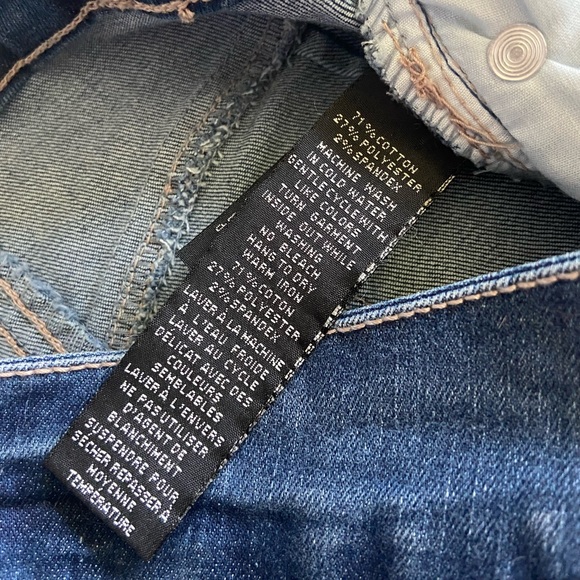 71% COTTON
27% POLYESTER
2% SPANDEX
MACHINE WASH
IN COLD WATER
GENTLE CYCLE WITH
LIKE COLORS
TURN GARMENT
INSIDE OUT WHILE
WASHING
NO BLEACH
HANG TO DRY
WARM IRON
71% COTON
27% POLYESTER
2% SPANDEX
LAVER À LA MACHINE
À L'EAU FROIDE
LAVER AU CYCLE
DÉLICAT AVEC DES
COULEURS
SEMBLABLES
LAVER À L'ENVERS
NE PAS UTILISER
D'AGENT DE
BLANCHIMENT
SUSPENDRE POUR
SÉCHER REPASSER À
MOYENNE
TEMPÉRATURE